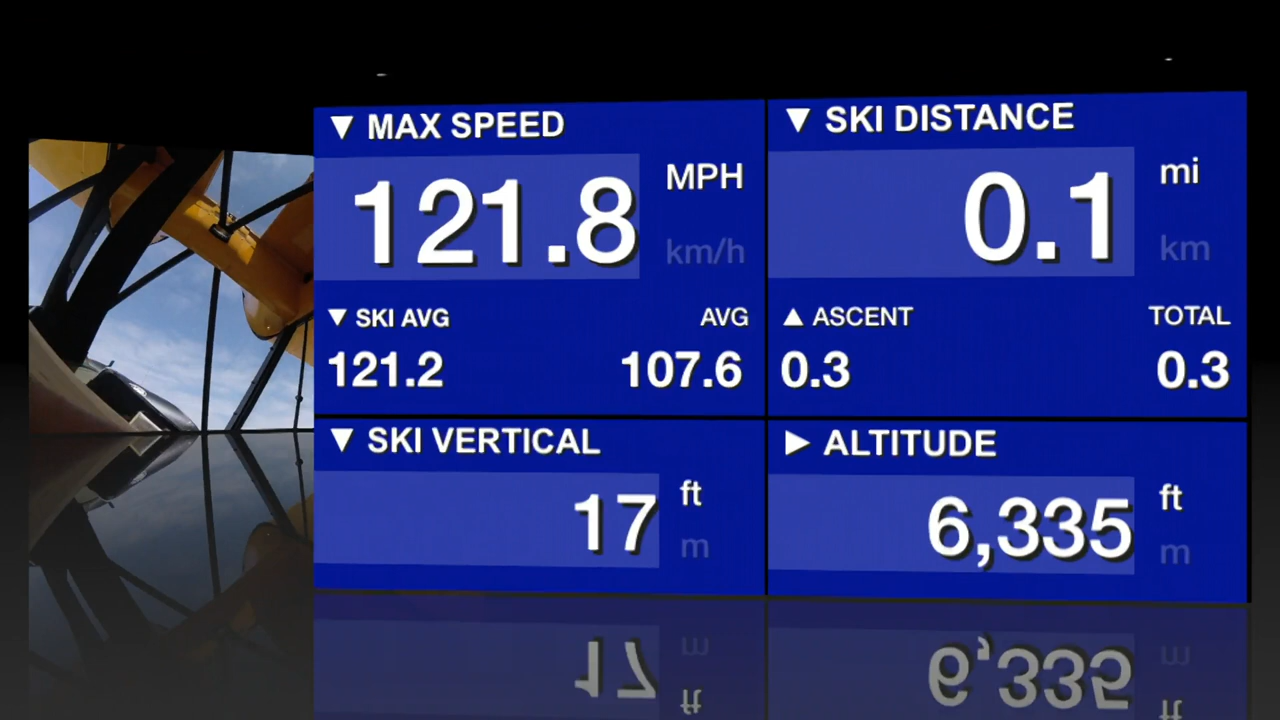 ▼ MAX SPEED
121.8 MPH
km/h
▼ SKI AVG AVG
121.2 107.6
▼ SKI DISTANCE
0.1 mi
km
▲ ASCENT TOTAL
0.3 0.3
▼ SKI VERTICAL
17 ft
m
▶ ALTITUDE
6,335 ft
m